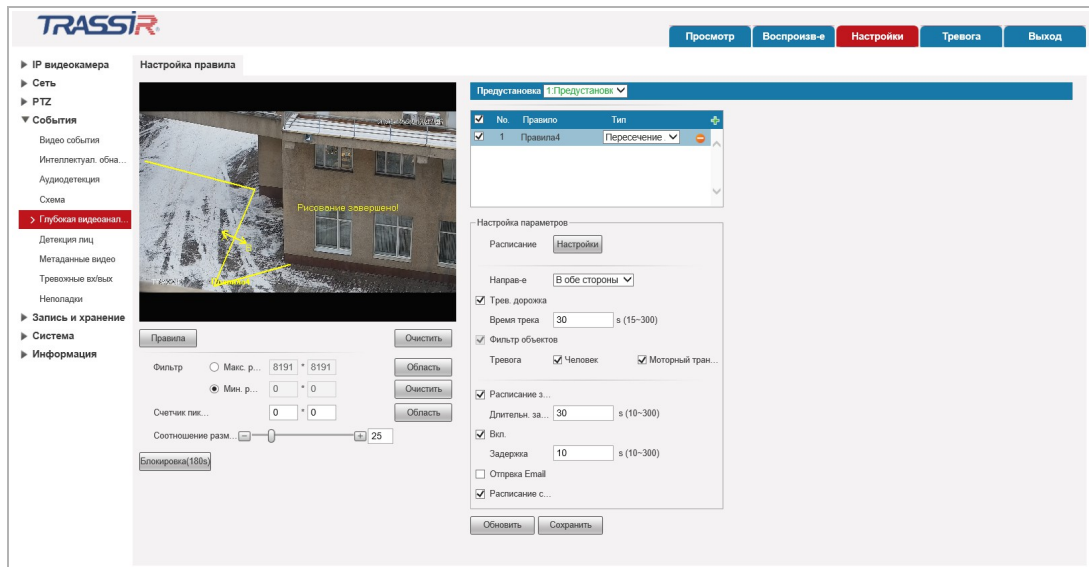 TRASSIR
Просмотр
Воспроизв-е
Настройки
Тревога
Выход
IP видеокамера
Сеть
PTZ
События
Видео события
Интеллектуал. обна...
Аудиодетекция
Схема
Глубокая видеоанал...
Детекция лиц
Метаданные видео
Тревожные вх/вых
Неполадки
Запись и хранение
Система
Информация
Настройка правила
Рисование завершено!
Правила
Очистить
Фильтр
Макс. р...
8191 * 8191
Область
Мин. р...
0 * 0
Очистить
Счетчик пик...
0 * 0
Область
Соотношение разм...
25
Блокировка(180s)
Предустановка 1:Предустановк
No. Правило Тип
1 Правила4 Пересечение
Настройка параметров
Расписание Настройки
Направ-е В обе стороны
Трев. дорожка
Время трека 30 s (15~300)
Фильтр объектов
Тревога Человек Моторный тран...
Расписание з...
Длительн. за... 30 s (10~300)
Вкл.
Задержка 10 s (10~300)
Отпрвка Email
Расписание с...
Обновить Сохранить